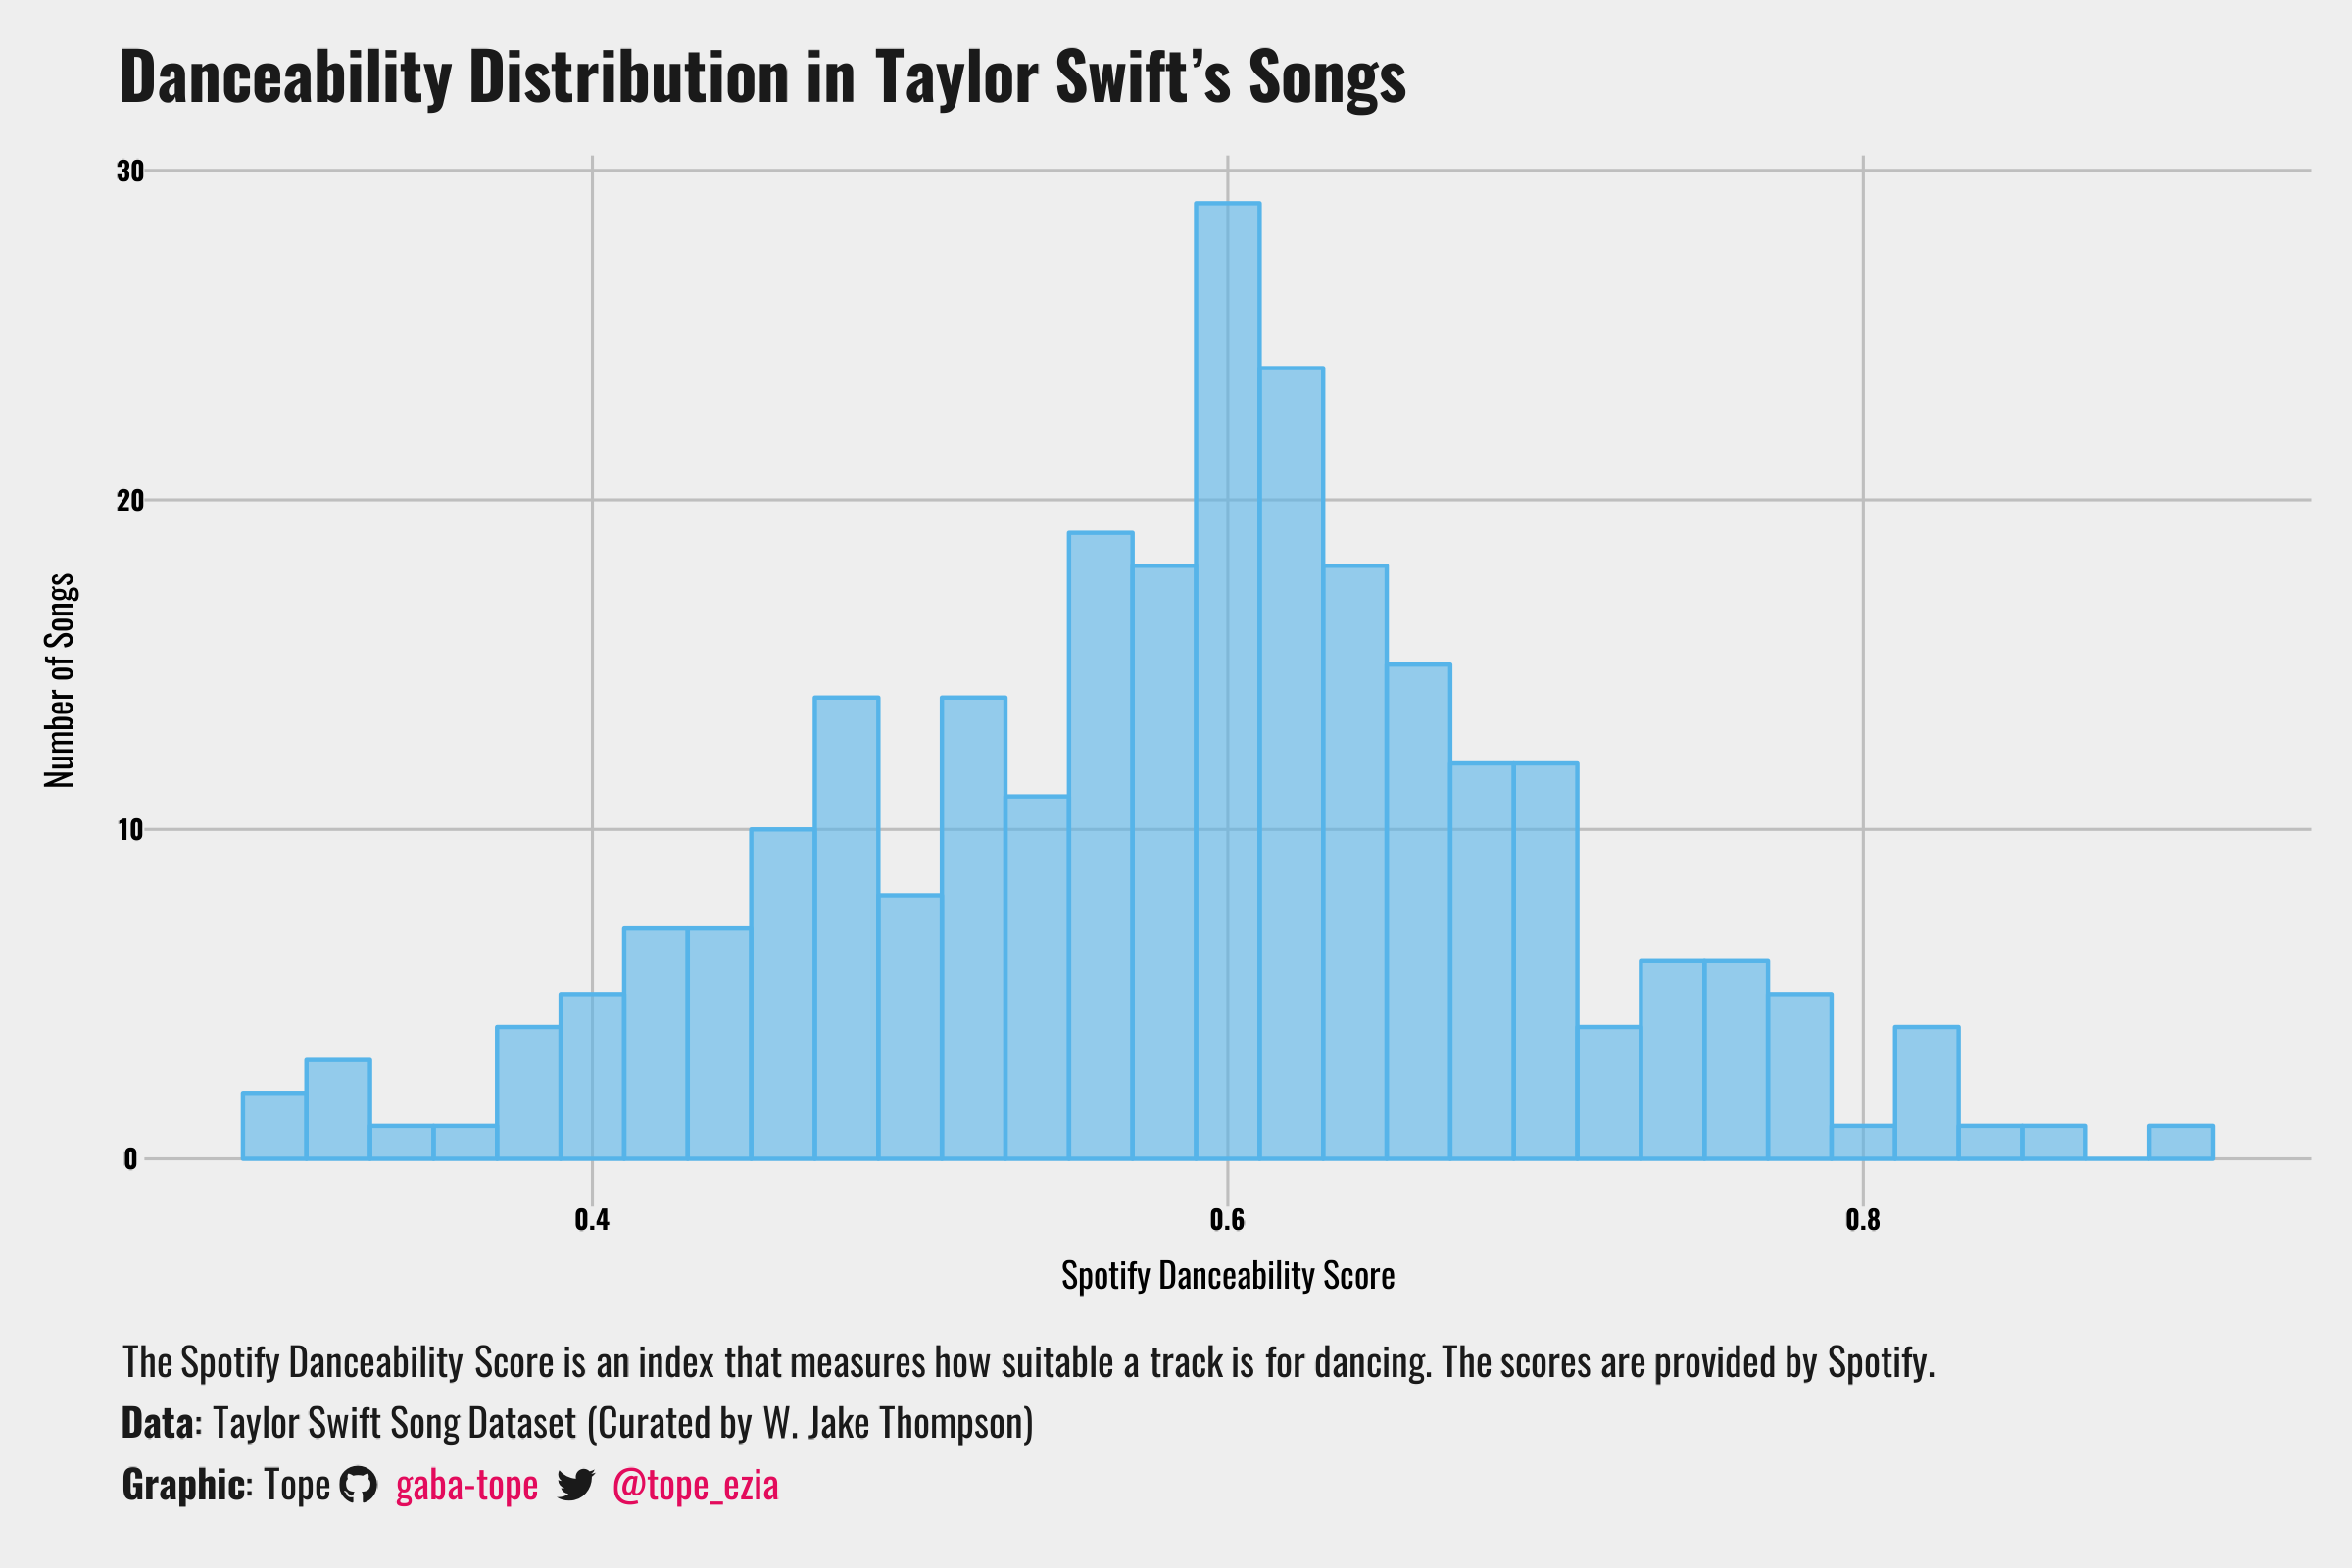 Danceability Distribution in Taylor Swift’s Songs
30
20
10
0
Number of Songs
0.4 0.6 0.8
Spotify Danceability Score
The Spotify Danceability Score is an index that measures how suitable a track is for dancing. The scores are provided by Spotify.
Data: Taylor Swift Song Dataset (Curated by W. Jake Thompson)
Graphic: Tope gaba-tope @tope_ezia